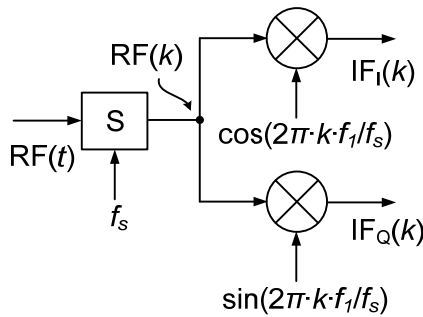 RF(k)
IF_I(k)
S
cos(2π·k·f_1/f_s)
RF(t)
f_s
IF_Q(k)
sin(2π·k·f_1/f_s)